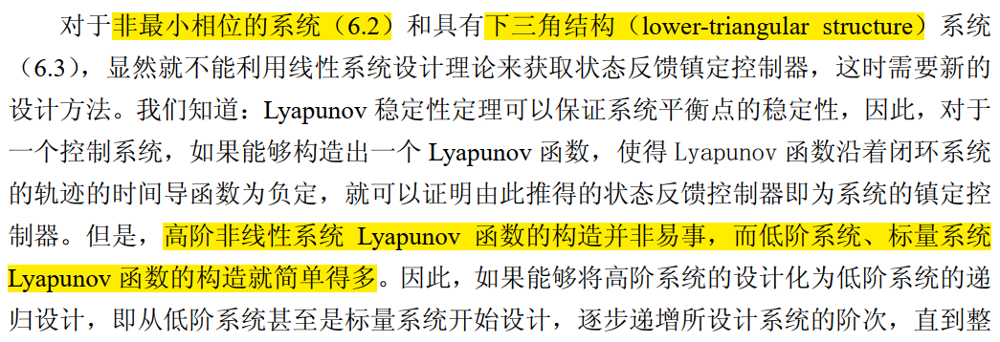 对于非最小相位的系统（6.2）和具有下三角结构（lower-triangular structure）系统
（6.3），显然就不能利用线性系统设计理论来获取状态反馈镇定控制器，这时需要新的
设计方法。我们知道：Lyapunov 稳定性定理可以保证系统平衡点的稳定性，因此，对于
一个控制系统，如果能够构造出一个 Lyapunov 函数，使得 Lyapunov 函数沿着闭环系统
的轨迹的时间导函数为负定，就可以证明由此推得的状态反馈控制器即为系统的镇定控
制器。但是，高阶非线性系统 Lyapunov 函数的构造并非易事，而低阶系统、标量系统
Lyapunov 函数的构造就简单得多。因此，如果能够将高阶系统的设计化为低阶系统的递
归设计，即从低阶系统甚至是标量系统开始设计，逐步递增所设计系统的阶次，直到整